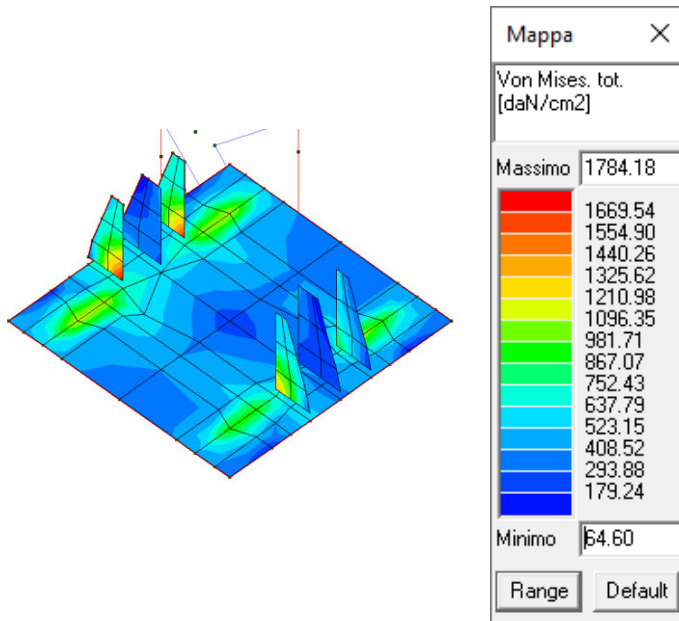 Mappa
Von Mises. tot.
[daN/cm2]
Massimo 1784.18
1669.54
1554.90
1440.26
1325.62
1210.98
1096.35
981.71
867.07
752.43
637.79
523.15
408.52
293.88
179.24
Minimo 64.60
Range Default